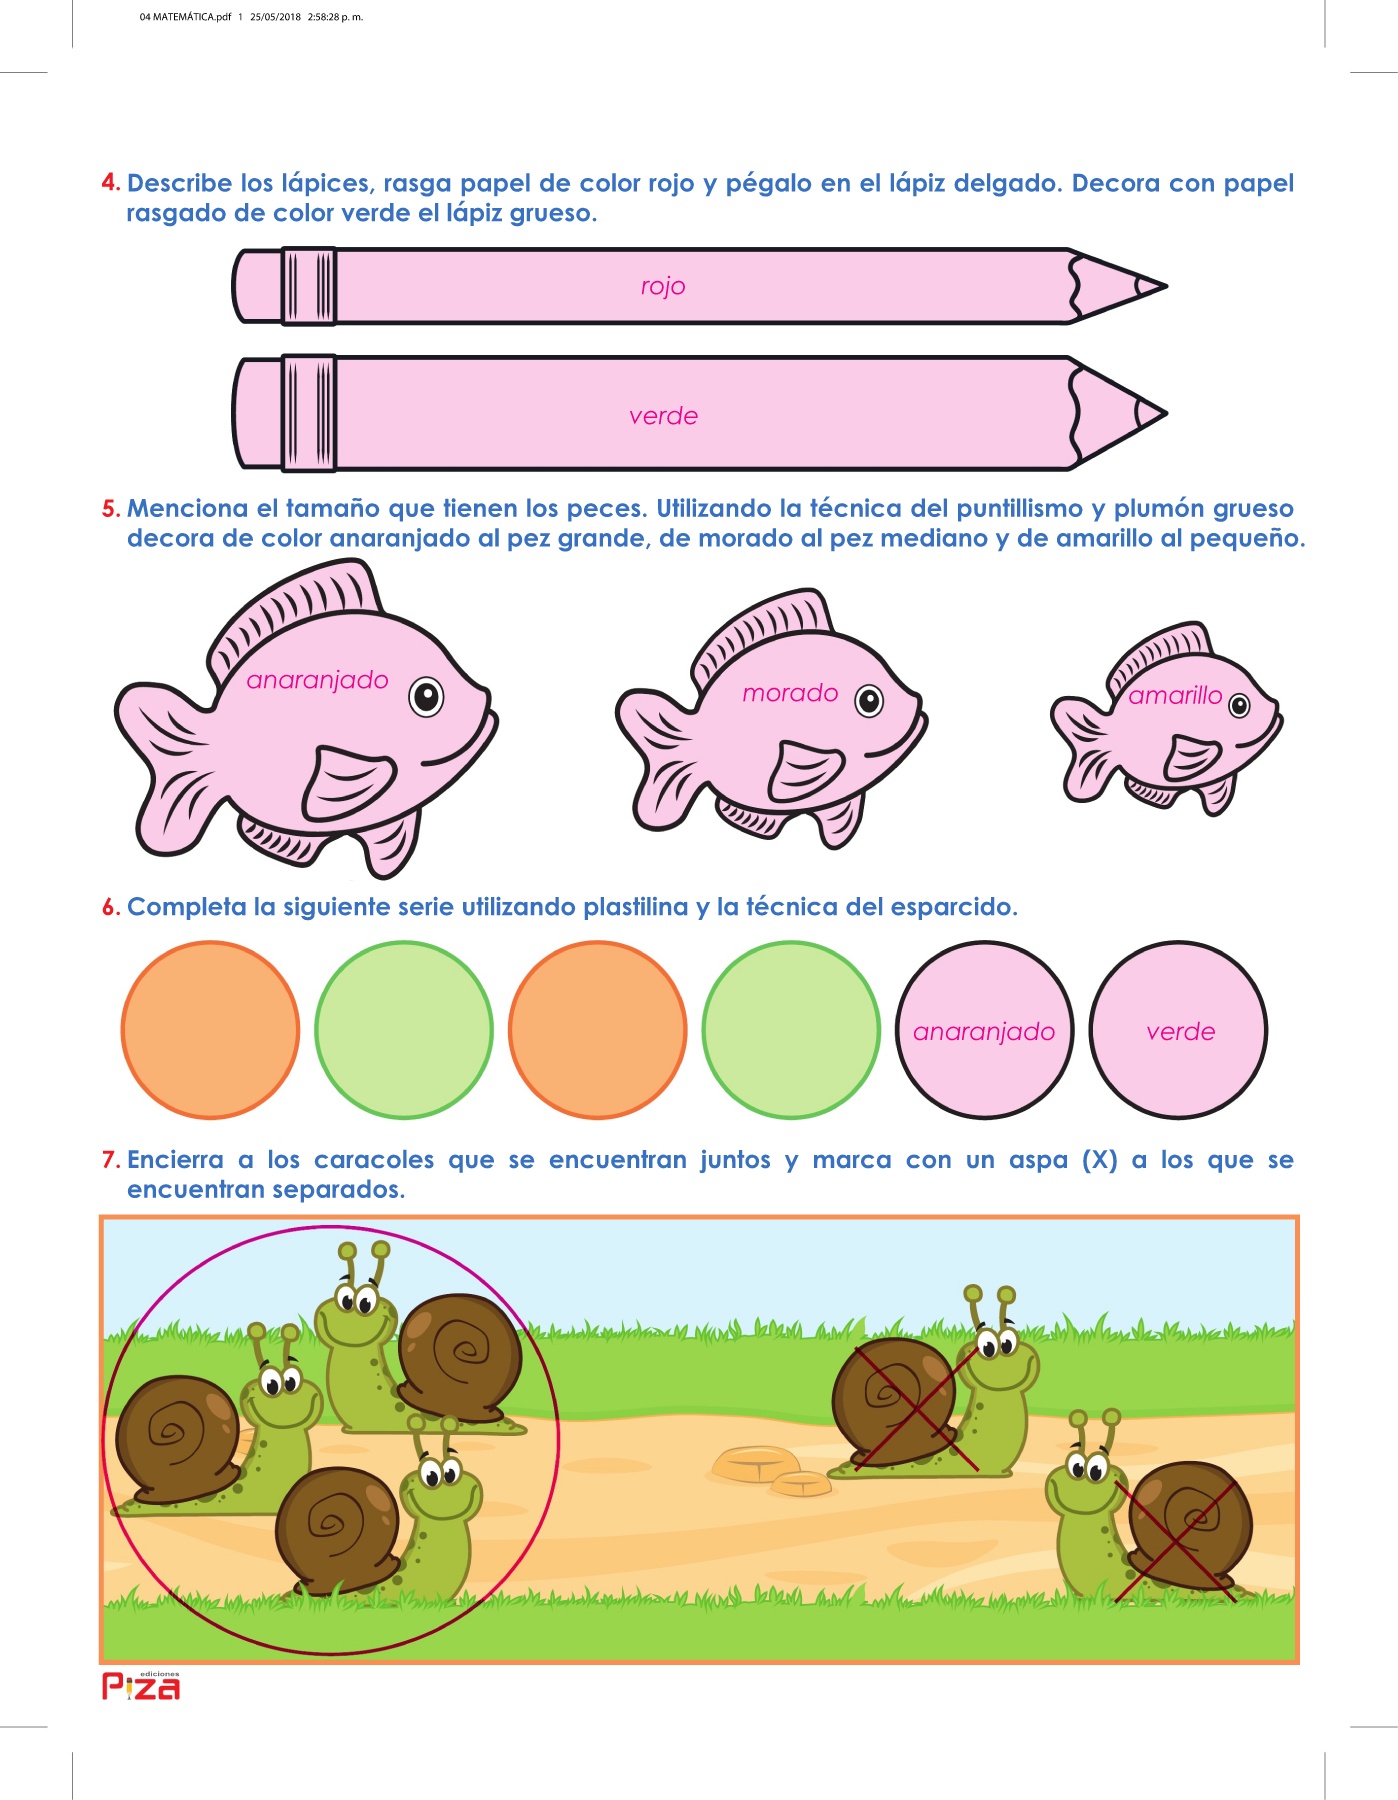 04 MATEMÁTICA.pdf 1 25/05/2018 2:58:28 p. m.
4. Describe los lápices, rasga papel de color rojo y pégalo en el lápiz delgado. Decora con papel
rasgado de color verde el lápiz grueso.
rojo
verde
5. Menciona el tamaño que tienen los peces. Utilizando la técnica del puntillismo y plumón grueso
decora de color anaranjado al pez grande, de morado al pez mediano y de amarillo al pequeño.
anaranjado
morado
amarillo
6. Completa la siguiente serie utilizando plastilina y la técnica del esparcido.
anaranjado
verde
7. Encierra a los caracoles que se encuentran juntos y marca con un aspa (X) a los que se
encuentran separados.
ediciones
Piza